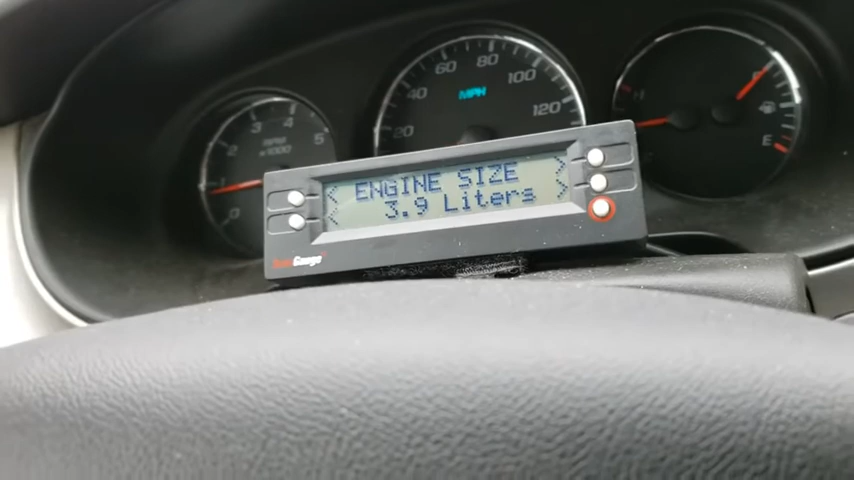 60 80
40 100
MPH
20 120
3 4
2 5
RPM
x1000
1
0
H
F
E
< ENGINE SIZE >
< 3.9 Liters >
ScanGauge